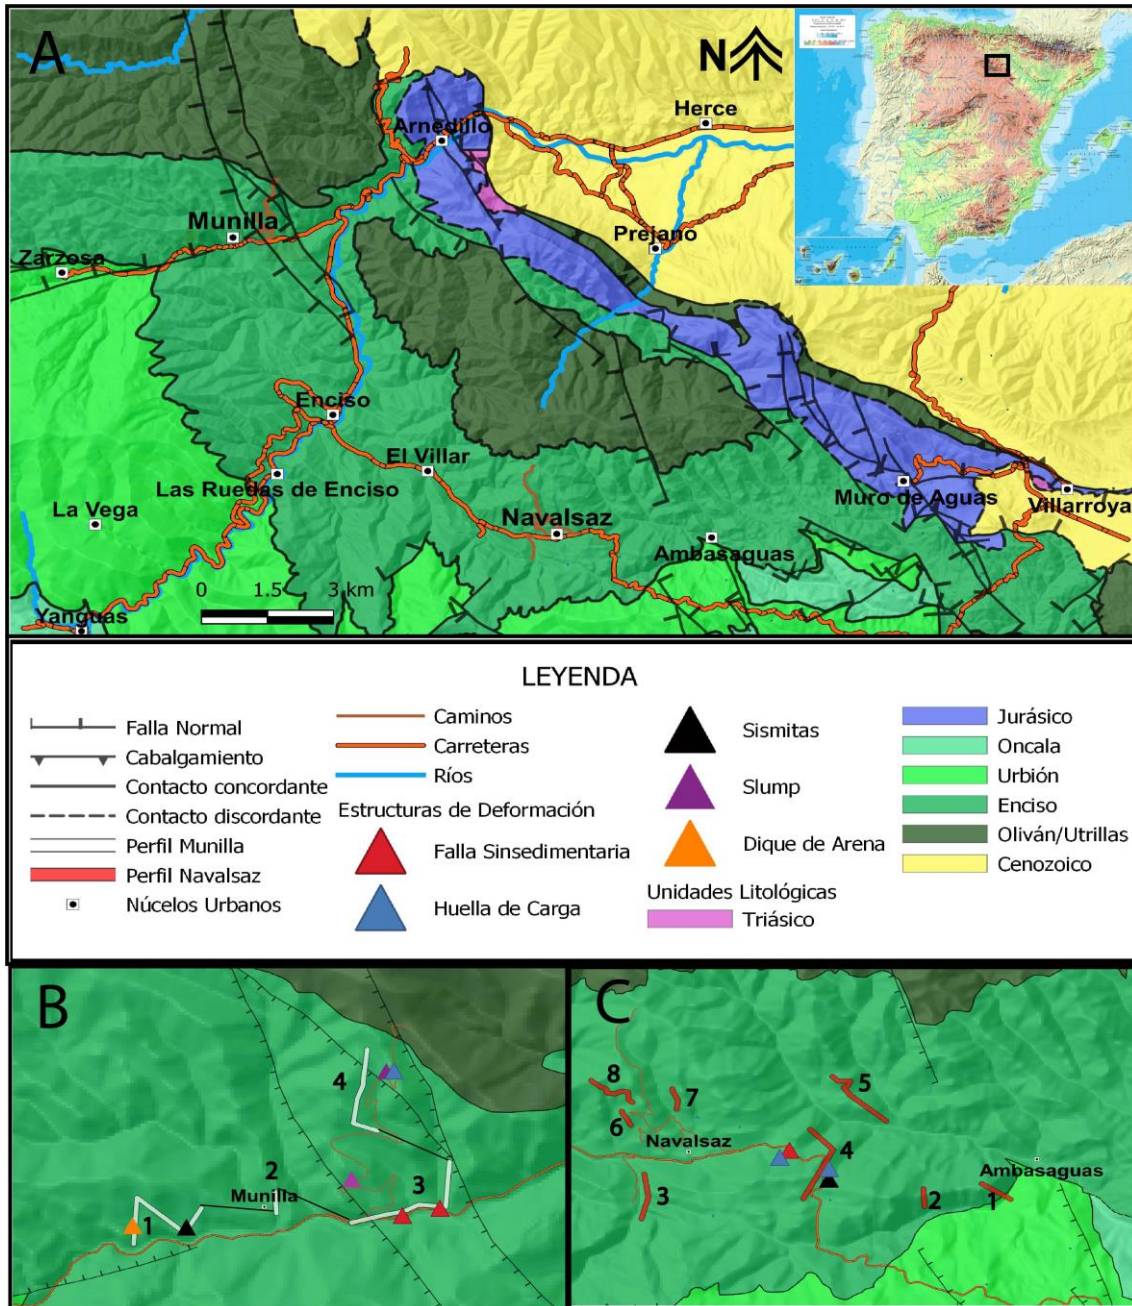 A
N
Herce
Arnedillo
Munilla
Prejano
Zarzosa
Enciso
El Villar
Las Ruedas de Enciso
La Vega
Muro de Aguas
Villarroya
Navalsaz
Ambasaguas
0 1.5 3 km
Yanguas
LEYENDA
Falla Normal
Cabalgamiento
Contacto concordante
Contacto discordante
Perfil Munilla
Perfil Navalsaz
Núcelos Urbanos
Caminos
Carreteras
Ríos
Estructuras de Deformación
Falla Sinsedimentaria
Huella de Carga
Sismitas
Slump
Dique de Arena
Unidades Litológicas
Triásico
Jurásico
Oncala
Urbión
Enciso
Oliván/Utrillas
Cenozoico
B
4
2
Munilla
3
1
C
8
7
5
6
Navalsaz
4
Ambasaguas
3
2
1